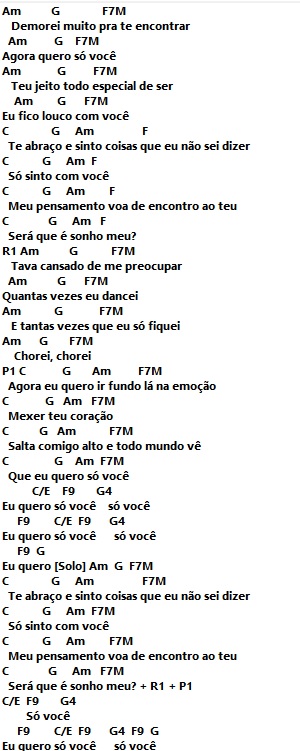 Am G F7M
Demorei muito pra te encontrar
Am G F7M
Agora quero só você
Am G F7M
Teu jeito todo especial de ser
Am G F7M
Eu fico louco com você
C G Am F
Te abraço e sinto coisas que eu não sei dizer
C G Am F
Só sinto com você
C G Am F
Meu pensamento voa de encontro ao teu
C G Am F
Será que é sonho meu?
R1 Am G F7M
Tava cansado de me preocupar
Am G F7M
Quantas vezes eu dancei
Am G F7M
E tantas vezes que eu só fiquei
Am G F7M
Chorei, chorei
P1 C G Am F7M
Agora eu quero ir fundo lá na emoção
C G Am F7M
Mexer teu coração
C G Am F7M
Salta comigo alto e todo mundo vê
C G Am F7M
Que eu quero só você
C/E F9 G4
Eu quero só você só você
F9 C/E F9 G4
Eu quero só você só você
F9 G
Eu quero [Solo] Am G F7M
C G Am F7M
Te abraço e sinto coisas que eu não sei dizer
C G Am F7M
Só sinto com você
C G Am F7M
Meu pensamento voa de encontro ao teu
C G Am F7M
Será que é sonho meu? + R1 + P1
C/E F9 G4
Só você
F9 C/E F9 G4 F9 G
Eu quero só você só você